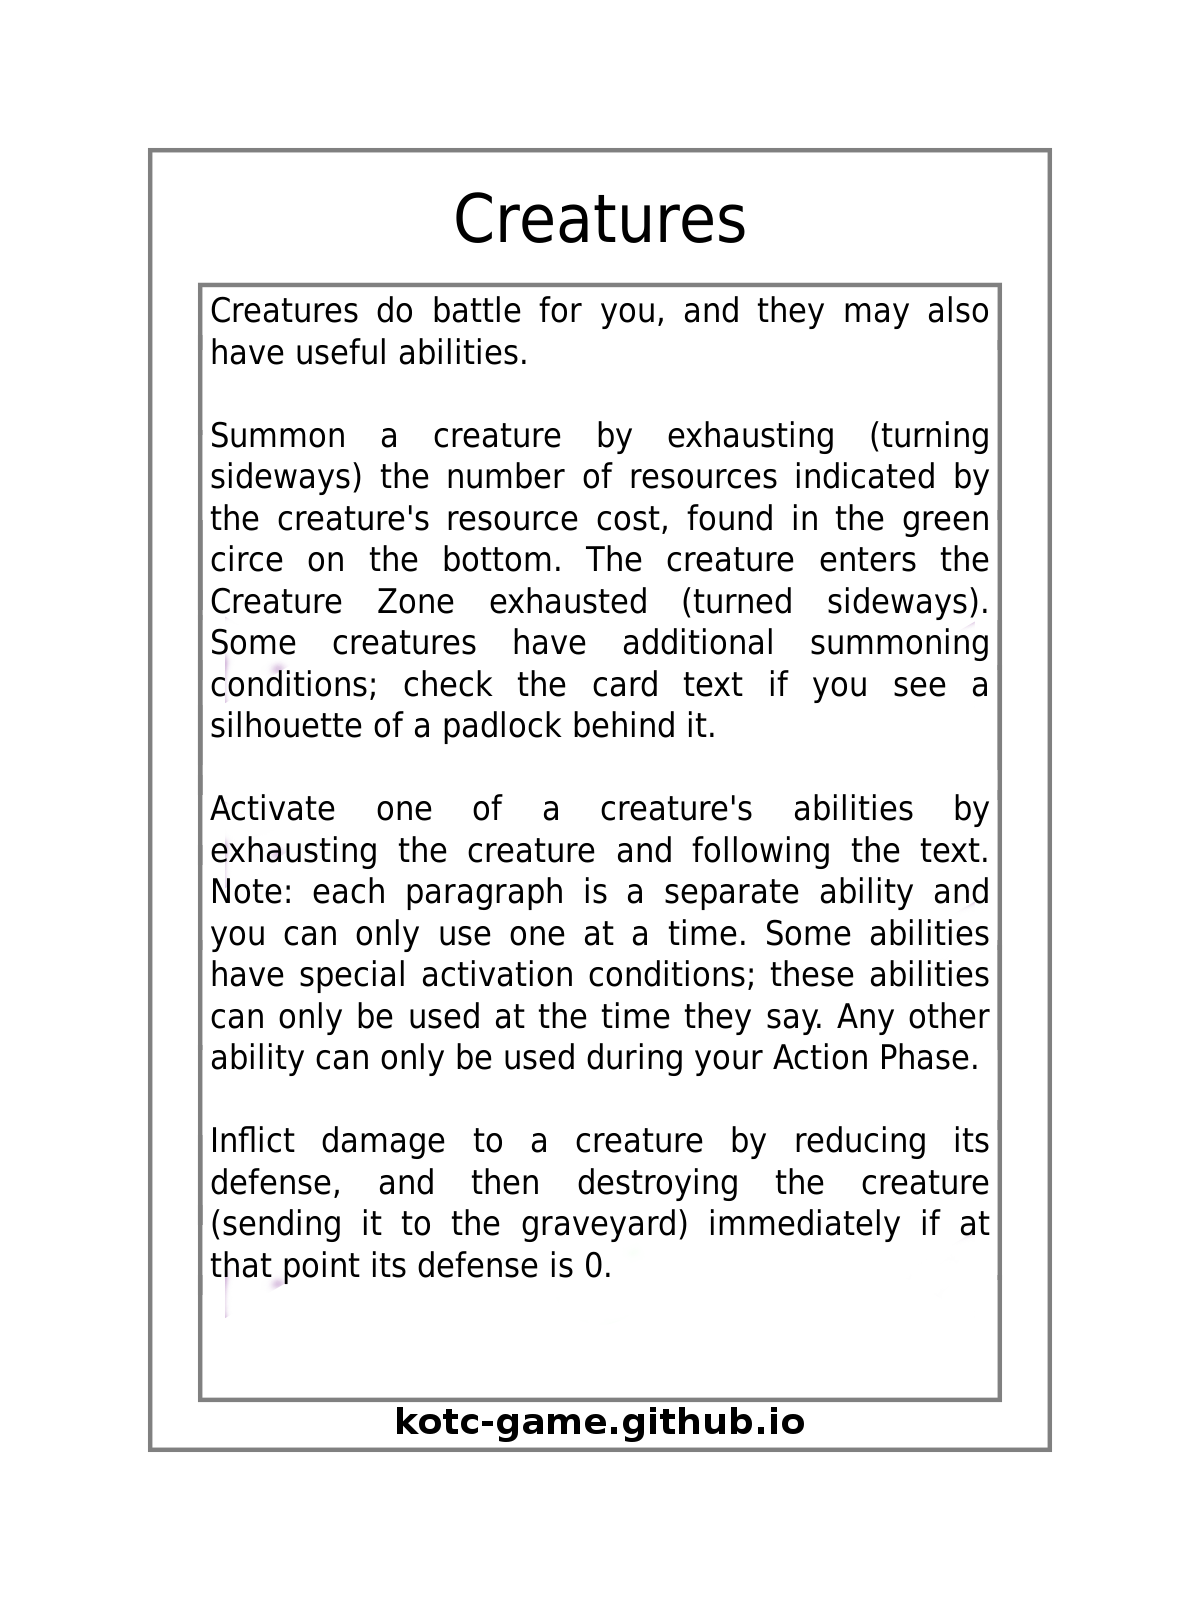 Creatures
Creatures do battle for you, and they may also
have useful abilities.
Summon a creature by exhausting (turning
sideways) the number of resources indicated by
the creature's resource cost, found in the green
circe on the bottom. The creature enters the
Creature Zone exhausted (turned sideways).
Some creatures have additional summoning
conditions; check the card text if you see a
silhouette of a padlock behind it.
Activate one of a creature's abilities by
exhausting the creature and following the text.
Note: each paragraph is a separate ability and
you can only use one at a time. Some abilities
have special activation conditions; these abilities
can only be used at the time they say. Any other
ability can only be used during your Action Phase.
Inflict damage to a creature by reducing its
defense, and then destroying the creature
(sending it to the graveyard) immediately if at
that point its defense is 0.
kotc-game.github.io